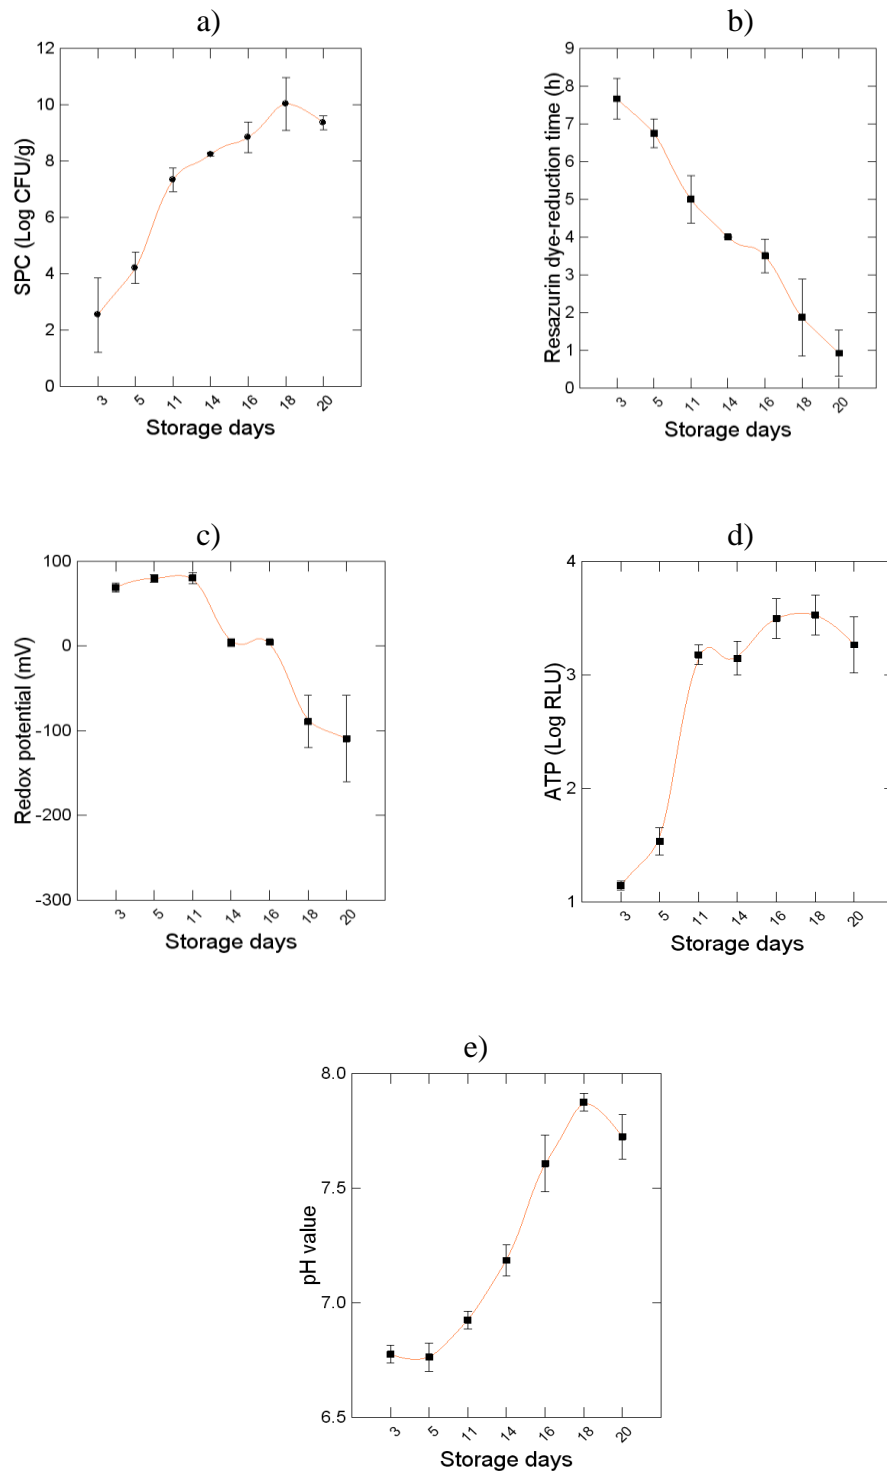 a)
12
10
8
6
4
2
0
SPC (Log CFU/g)
3 5 11 14 16 18 20
Storage days
b)
9
8
7
6
5
4
3
2
1
0
Resazurin dye-reduction time (h)
3 5 11 14 16 18 20
Storage days
c)
100
0
-100
-200
-300
Redox potential (mV)
3 5 11 14 16 18 20
Storage days
d)
4
3
2
1
ATP (Log RLU)
3 5 11 14 16 18 20
Storage days
e)
8.0
7.5
7.0
6.5
pH value
3 5 11 14 16 18 20
Storage days